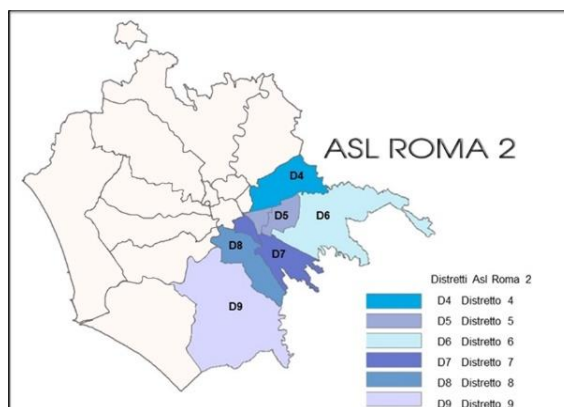 ASL ROMA 2
D4
D5
D6
D8
D7
D9
Distretti Asl Roma 2
D4 Distretto 4
D5 Distretto 5
D6 Distretto 6
D7 Distretto 7
D8 Distretto 8
D9 Distretto 9